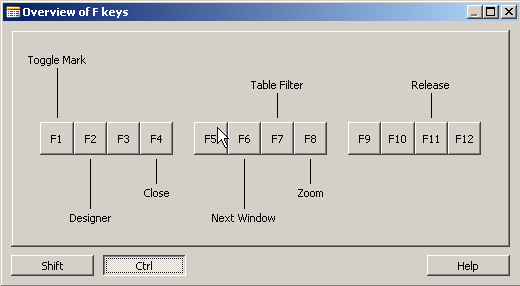 Overview of F keys
Toggle Mark
Table Filter
Release
F1 F2 F3 F4 F5 F6 F7 F8 F9 F10 F11 F12
Close
Zoom
Designer
Next Window
Shift Ctrl Help